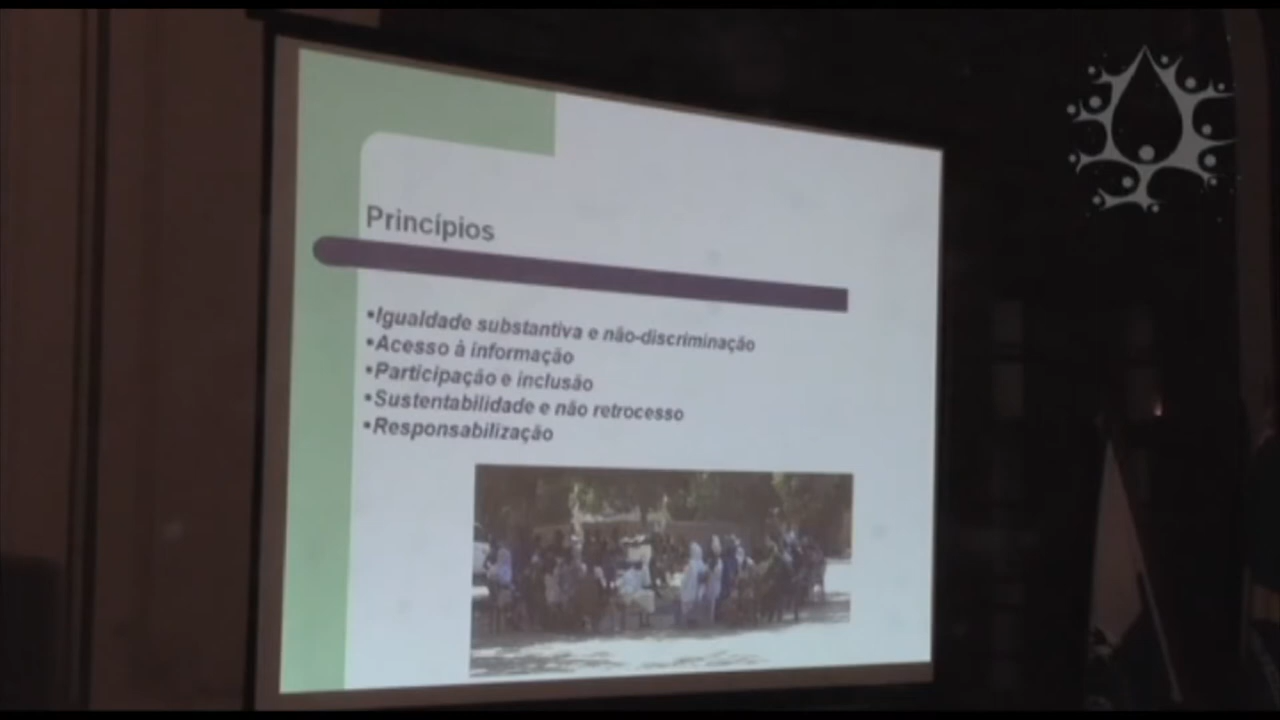 Princípios
▪Igualdade substantiva e não-discriminação
▪Acesso à informação
▪Participação e inclusão
▪Sustentabilidade e não retrocesso
▪Responsabilização